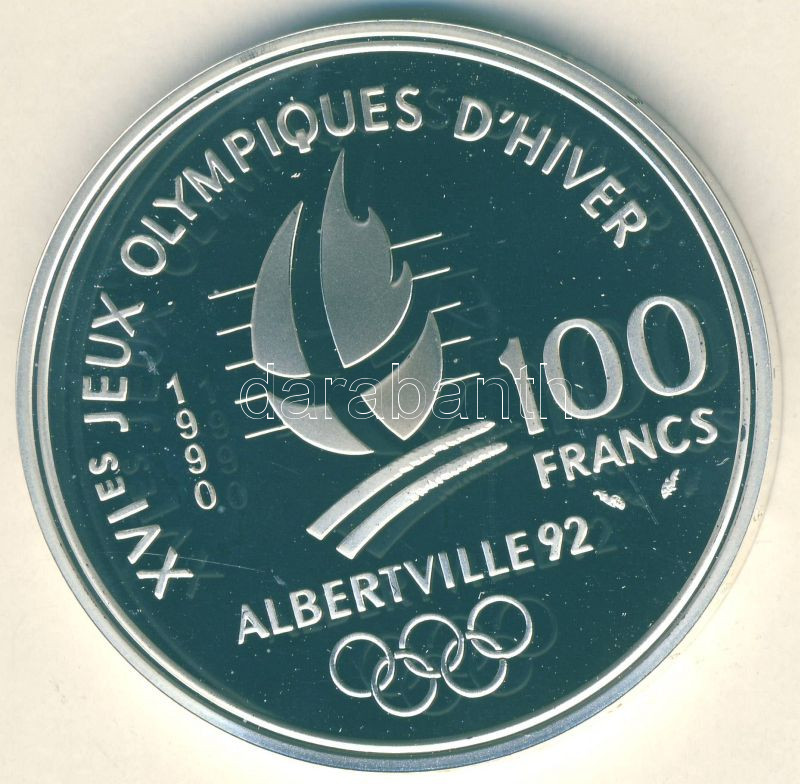 XVIES JEUX OLYMPIQUES D'HIVER
1990
100
FRANCS
ALBERTVILLE 92
darabanth